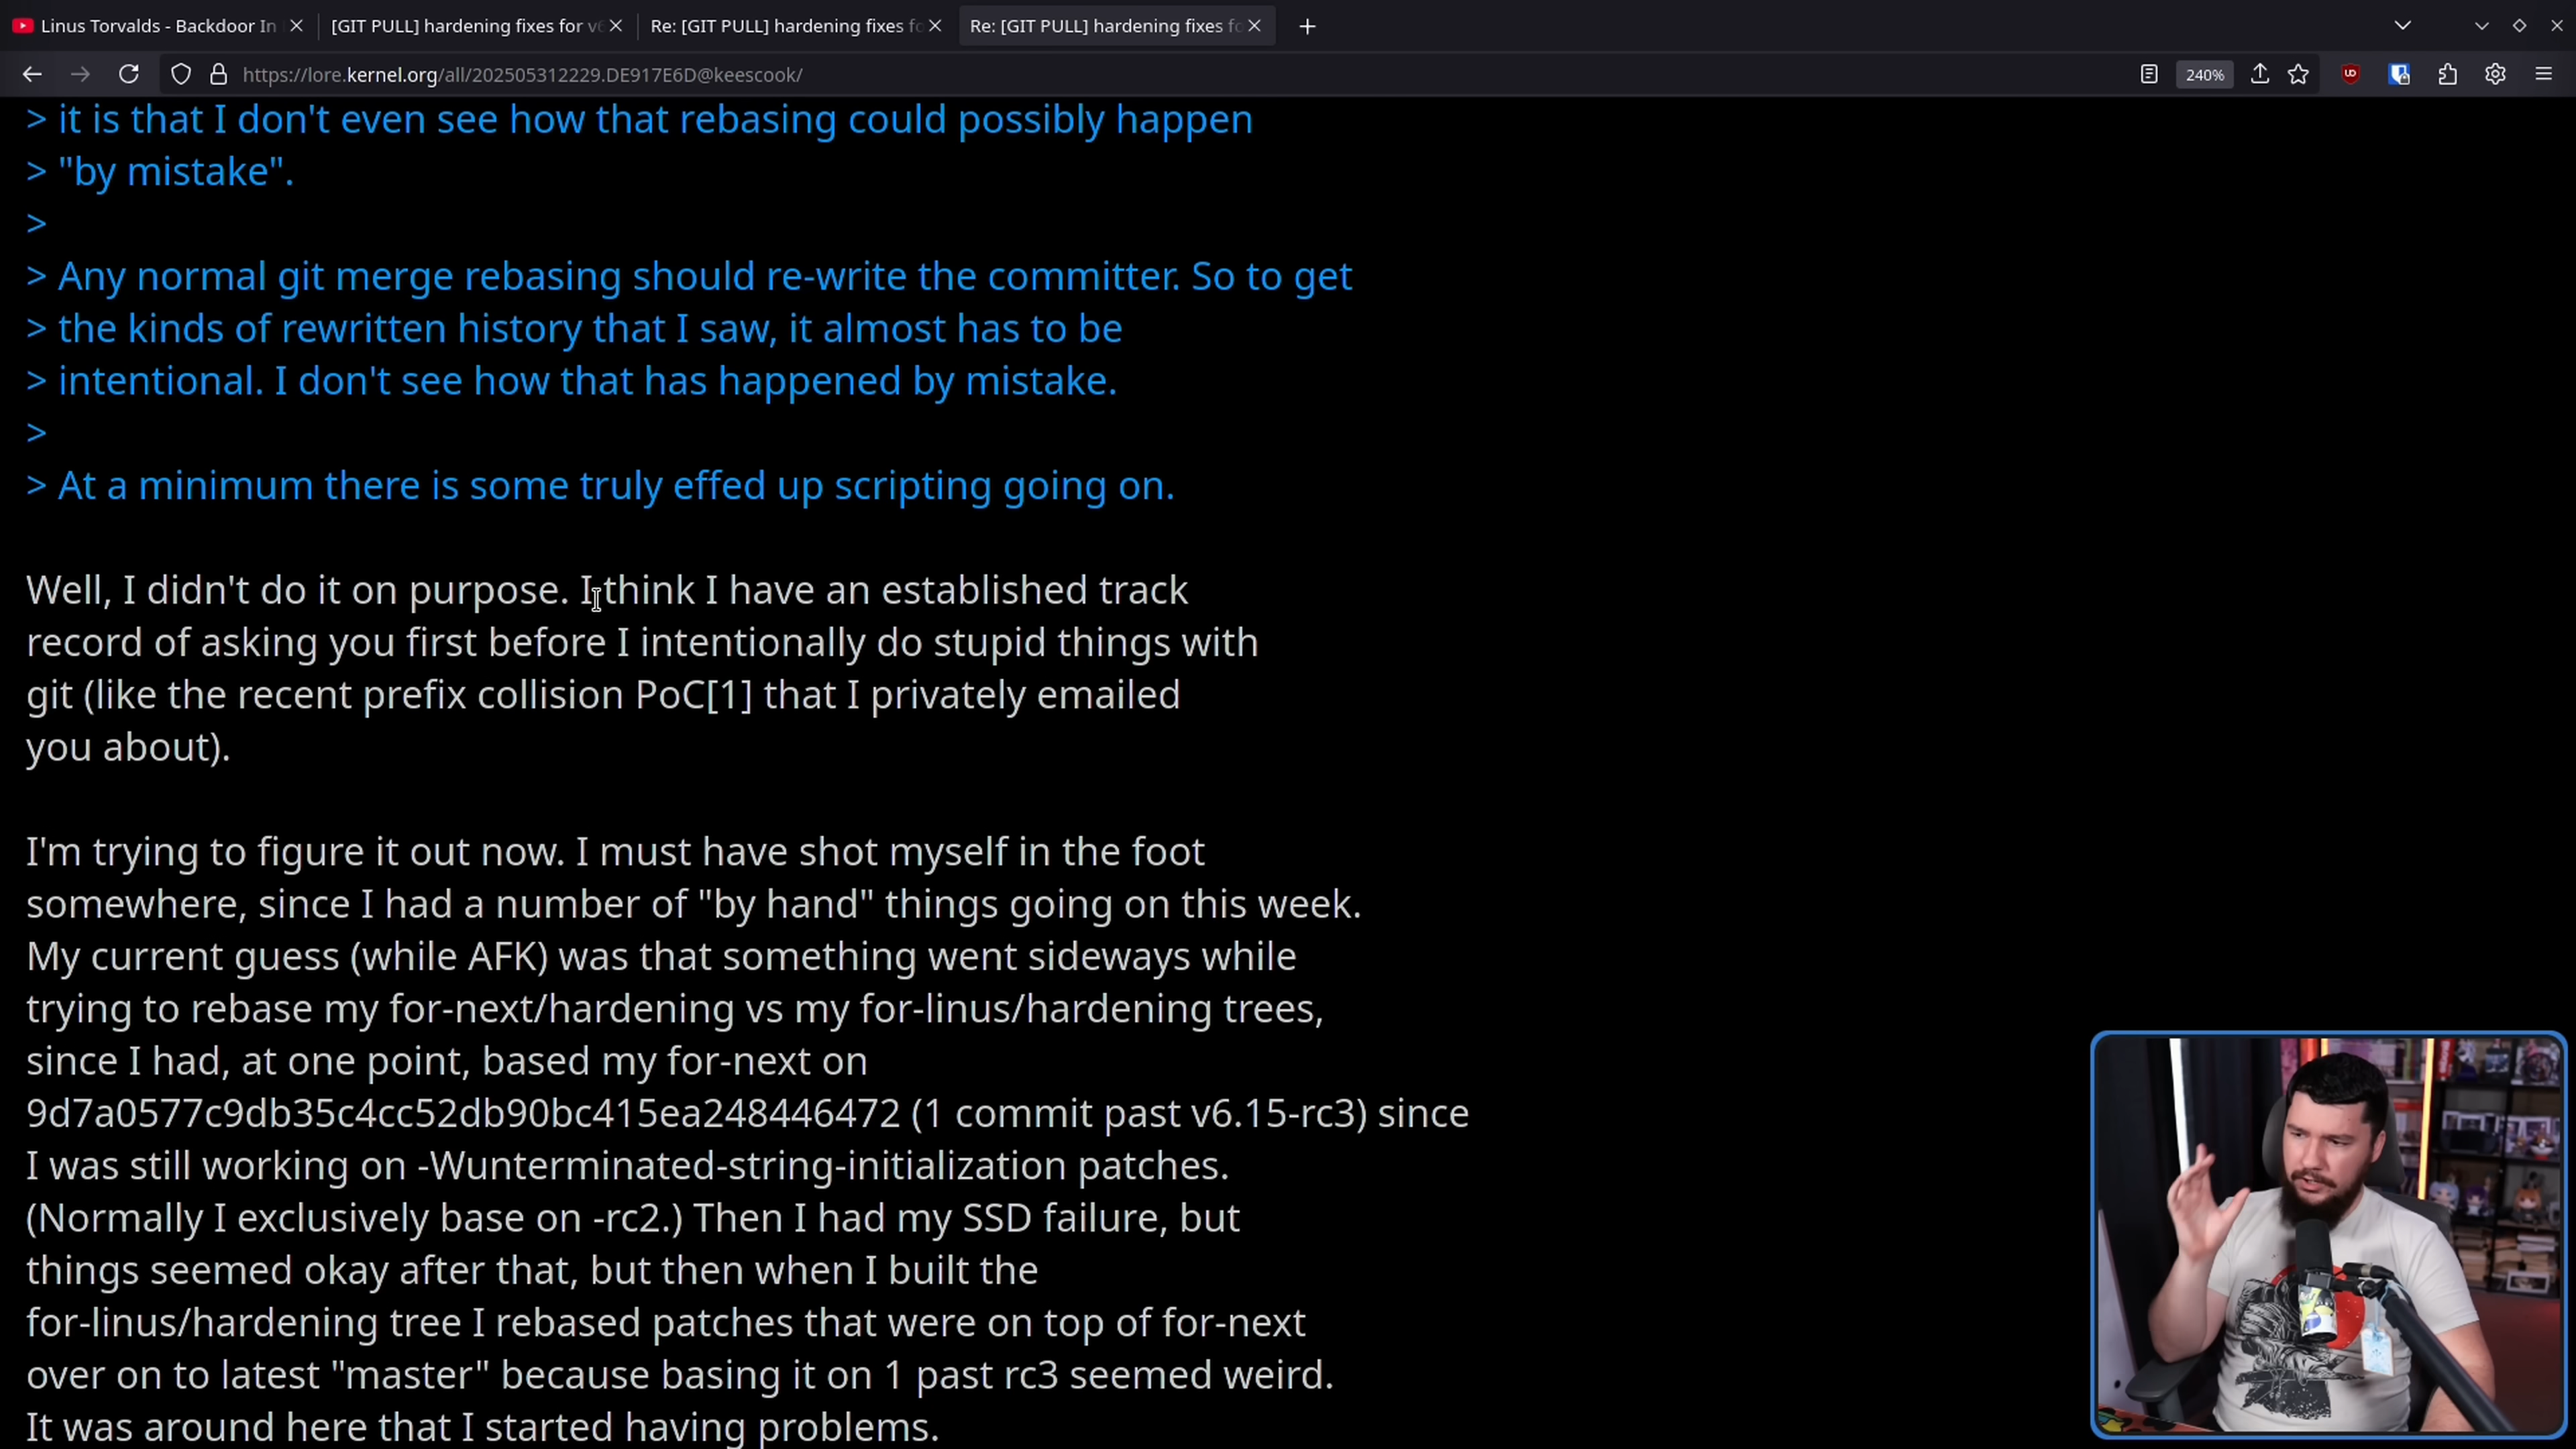 Linus Torvalds - Backdoor In
[GIT PULL] hardening fixes for v6
Re: [GIT PULL] hardening fixes fo
Re: [GIT PULL] hardening fixes fo
https://lore.kernel.org/all/202505312229.DE917E6D@keescook/
240%
> it is that I don't even see how that rebasing could possibly happen
> "by mistake".
>
> Any normal git merge rebasing should re-write the committer. So to get
> the kinds of rewritten history that I saw, it almost has to be
> intentional. I don't see how that has happened by mistake.
>
> At a minimum there is some truly effed up scripting going on.
Well, I didn't do it on purpose. I think I have an established track
record of asking you first before I intentionally do stupid things with
git (like the recent prefix collision PoC[1] that I privately emailed
you about).
I'm trying to figure it out now. I must have shot myself in the foot
somewhere, since I had a number of "by hand" things going on this week.
My current guess (while AFK) was that something went sideways while
trying to rebase my for-next/hardening vs my for-linus/hardening trees,
since I had, at one point, based my for-next on
9d7a0577c9db35c4cc52db90bc415ea248446472 (1 commit past v6.15-rc3) since
I was still working on -Wunterminated-string-initialization patches.
(Normally I exclusively base on -rc2.) Then I had my SSD failure, but
things seemed okay after that, but then when I built the
for-linus/hardening tree I rebased patches that were on top of for-next
over on to latest "master" because basing it on 1 past rc3 seemed weird.
It was around here that I started having problems.